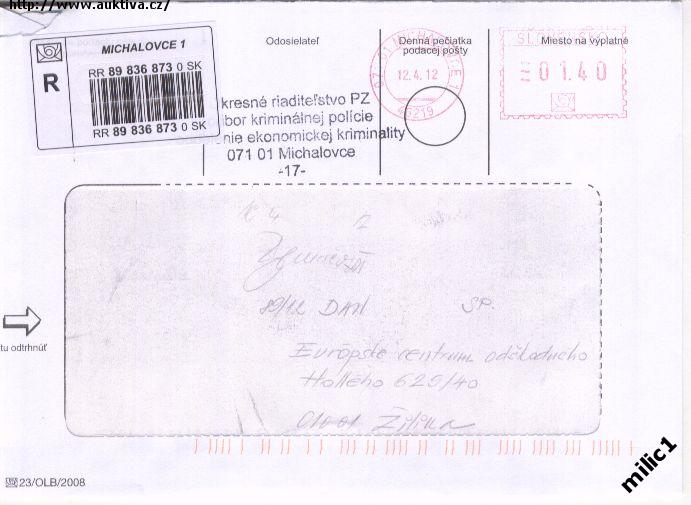 http://www.auktiva.cz/
MICHALOVCE 1
R
RR 89 836 873 0 SK
RR 89 836 873 0 SK
Odosielateľ
Denná pečiatka
podacej pošty
Miesto na výplatné
12.4.12
01.40
kresné riaditeľstvo PZ
bor kriminálnej polície
nie ekonomickej kriminality
071 01 Michalovce
-17-
DAN
SP.
Európske centrum odškodného
Hollého 629/40
010 01 Žilina
tu odtrhnúť
23/OLB/2008
milic1